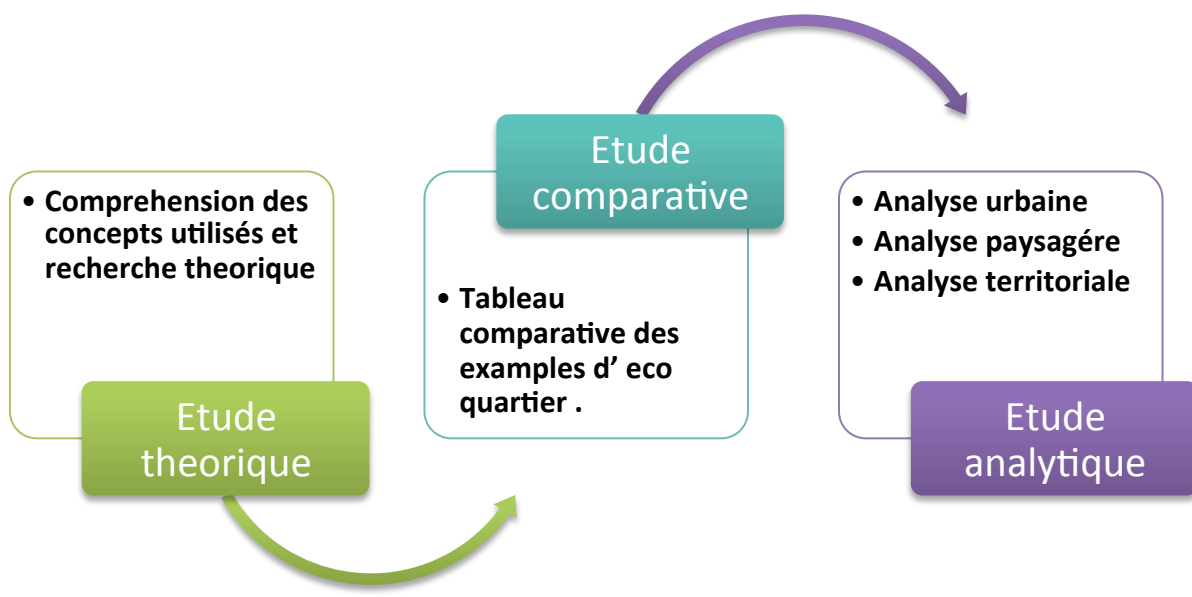 • Comprehension des
concepts utilisés et
recherche theorique
Etude
theorique
Etude
comparative
• Tableau
comparative des
examples d’ eco
quartier .
• Analyse urbaine
• Analyse paysagére
• Analyse territoriale
Etude
analytique